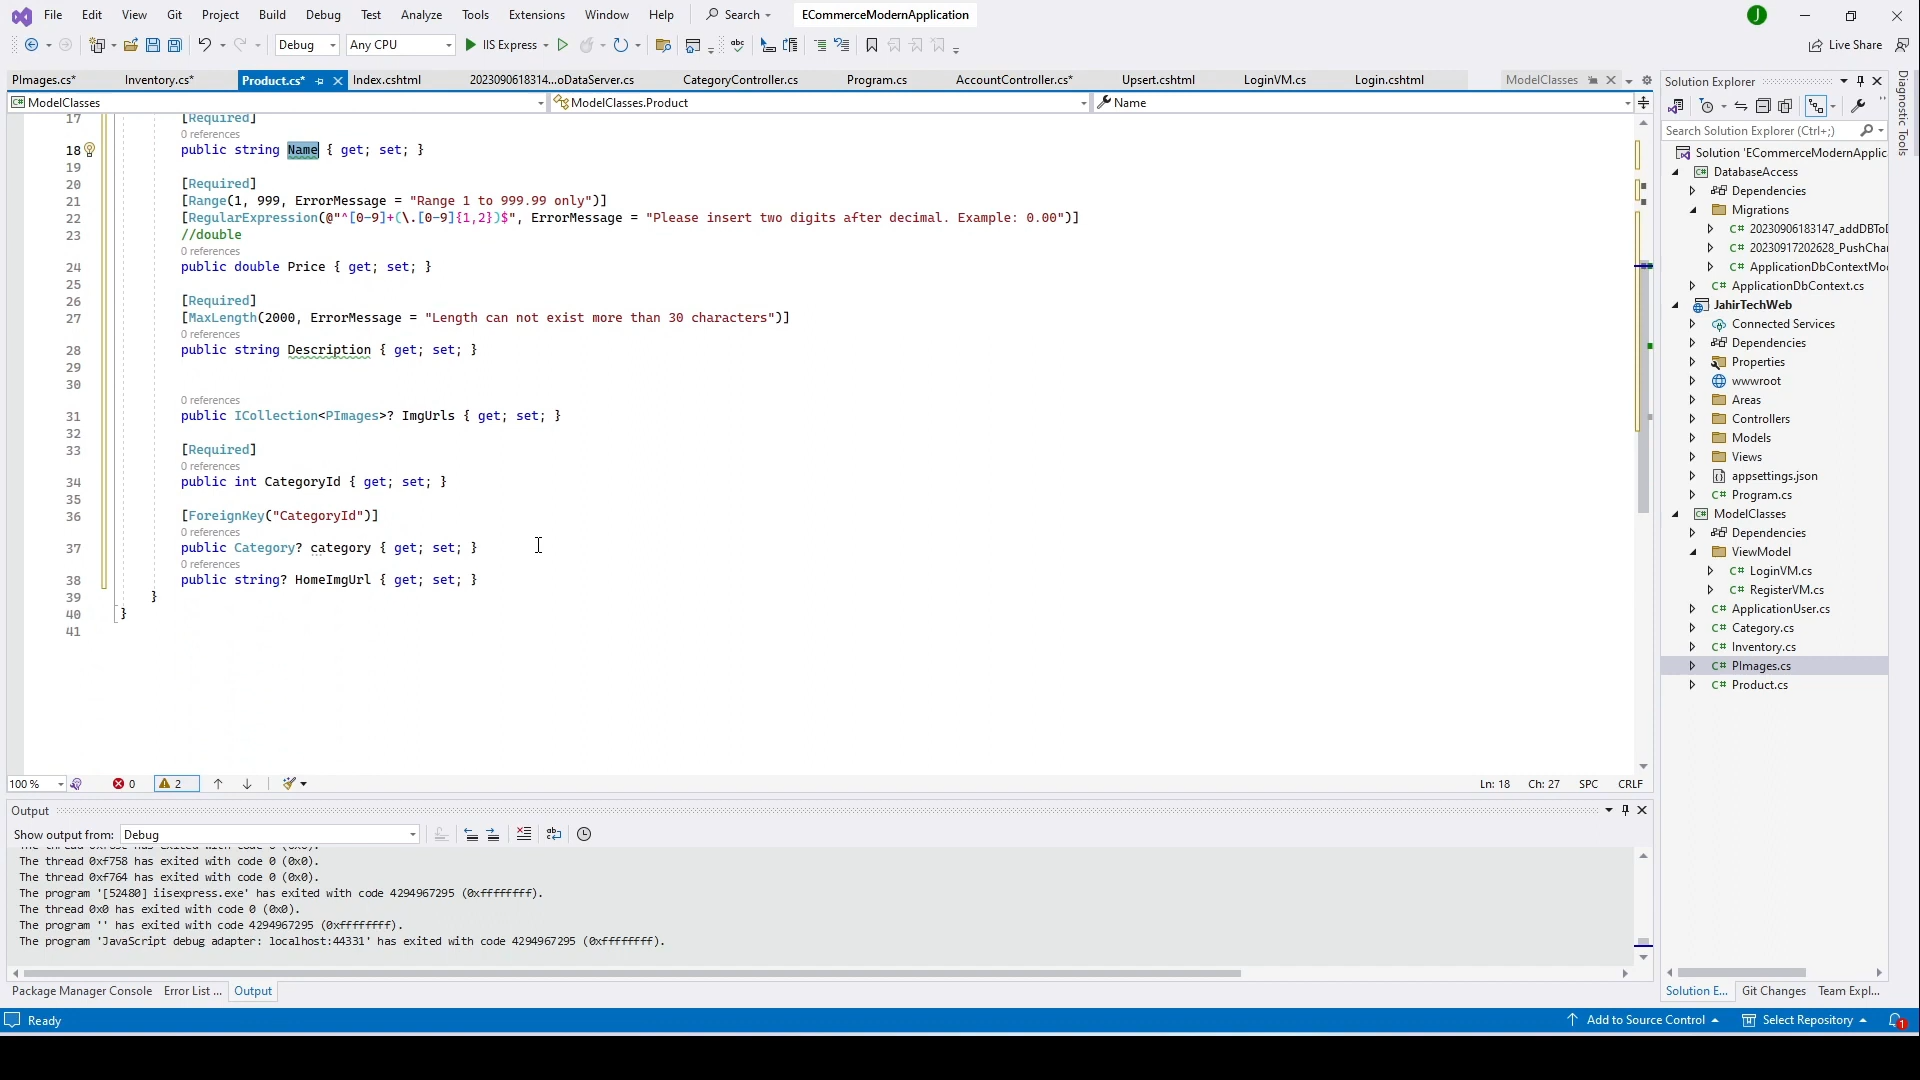 File Edit View Git Project Build Debug Test Analyze Tools Extensions Window Help Search ECommerceModernApplication J
Debug Any CPU IIS Express Live Share
PImages.cs* Inventory.cs* Product.cs* Index.cshtml 2023090618314...oDataServer.cs CategoryController.cs Program.cs AccountController.cs* Upsert.cshtml LoginVM.cs Login.cshtml ModelClasses
ModelClasses ModelClasses.Product Name
17 [Required]
0 references
18 public string Name { get; set; }
19
20 [Required]
21 [Range(1, 999, ErrorMessage = "Range 1 to 999.99 only")]
22 [RegularExpression(@"^[0-9]+(\.[0-9]{1,2})$", ErrorMessage = "Please insert two digits after decimal. Example: 0.00")]
23 //double
0 references
24 public double Price { get; set; }
25
26 [Required]
27 [MaxLength(2000, ErrorMessage = "Length can not exist more than 30 characters")]
0 references
28 public string Description { get; set; }
29
30
0 references
31 public ICollection<PImages>? ImgUrls { get; set; }
32
33 [Required]
0 references
34 public int CategoryId { get; set; }
35
36 [ForeignKey("CategoryId")]
0 references
37 public Category? category { get; set; }
0 references
38 public string? HomeImgUrl { get; set; }
39 }
40 }
41
100 % 0 2 Ln: 18 Ch: 27 SPC CRLF
Output
Show output from: Debug
The thread 0xf758 has exited with code 0 (0x0).
The thread 0xf764 has exited with code 0 (0x0).
The program '[52480] iisexpress.exe' has exited with code 4294967295 (0xffffffff).
The thread 0x0 has exited with code 0 (0x0).
The program '' has exited with code 4294967295 (0xffffffff).
The program 'JavaScript debug adapter: localhost:44331' has exited with code 4294967295 (0xffffffff).
Package Manager Console Error List ... Output
Solution Explorer
Search Solution Explorer (Ctrl+;)
Solution 'ECommerceModernApplic
DatabaseAccess
Dependencies
Migrations
C# 20230906183147_addDBToD
C# 20230917202628_PushChar
C# ApplicationDbContextMod
C# ApplicationDbContext.cs
JahirTechWeb
Connected Services
Dependencies
Properties
wwwroot
Areas
Controllers
Models
Views
appsettings.json
C# Program.cs
ModelClasses
Dependencies
ViewModel
C# LoginVM.cs
C# RegisterVM.cs
C# ApplicationUser.cs
C# Category.cs
C# Inventory.cs
C# PImages.cs
C# Product.cs
Solution E... Git Changes Team Expl...
Diagnostic Tools
Ready Add to Source Control Select Repository 1